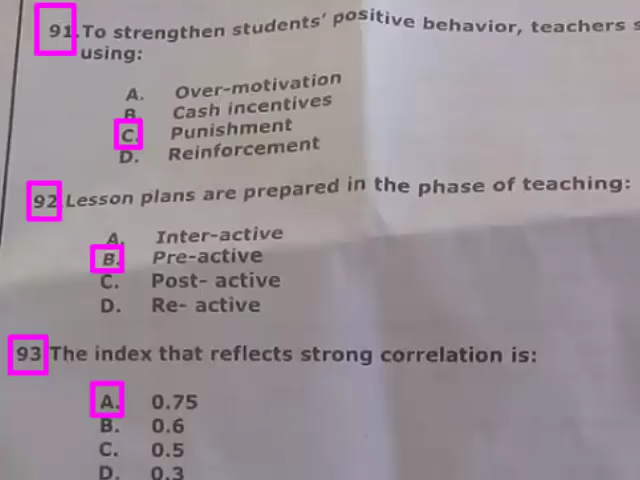 91.To strengthen students' positive behavior, teachers s
using:
A. Over-motivation
B. Cash incentives
C. Punishment
D. Reinforcement
92.Lesson plans are prepared in the phase of teaching:
A. Inter-active
B. Pre-active
C. Post- active
D. Re- active
93 The index that reflects strong correlation is:
A. 0.75
B. 0.6
C. 0.5
D. 0.3